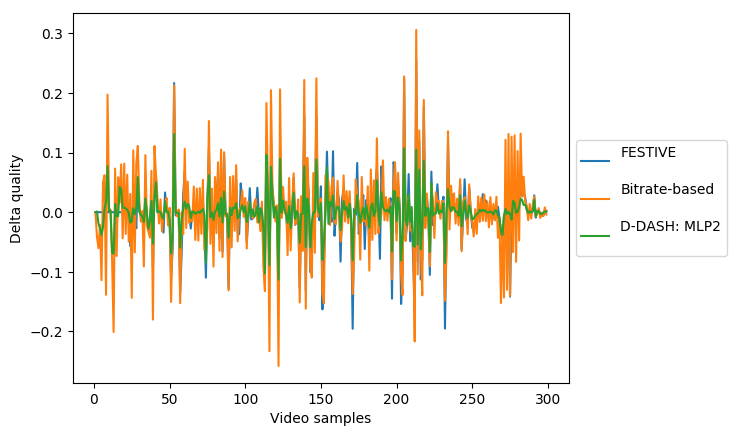 0.3
0.2
0.1
0.0
−0.1
−0.2
Delta quality
0 50 100 150 200 250 300
Video samples
FESTIVE
Bitrate-based
D-DASH: MLP2